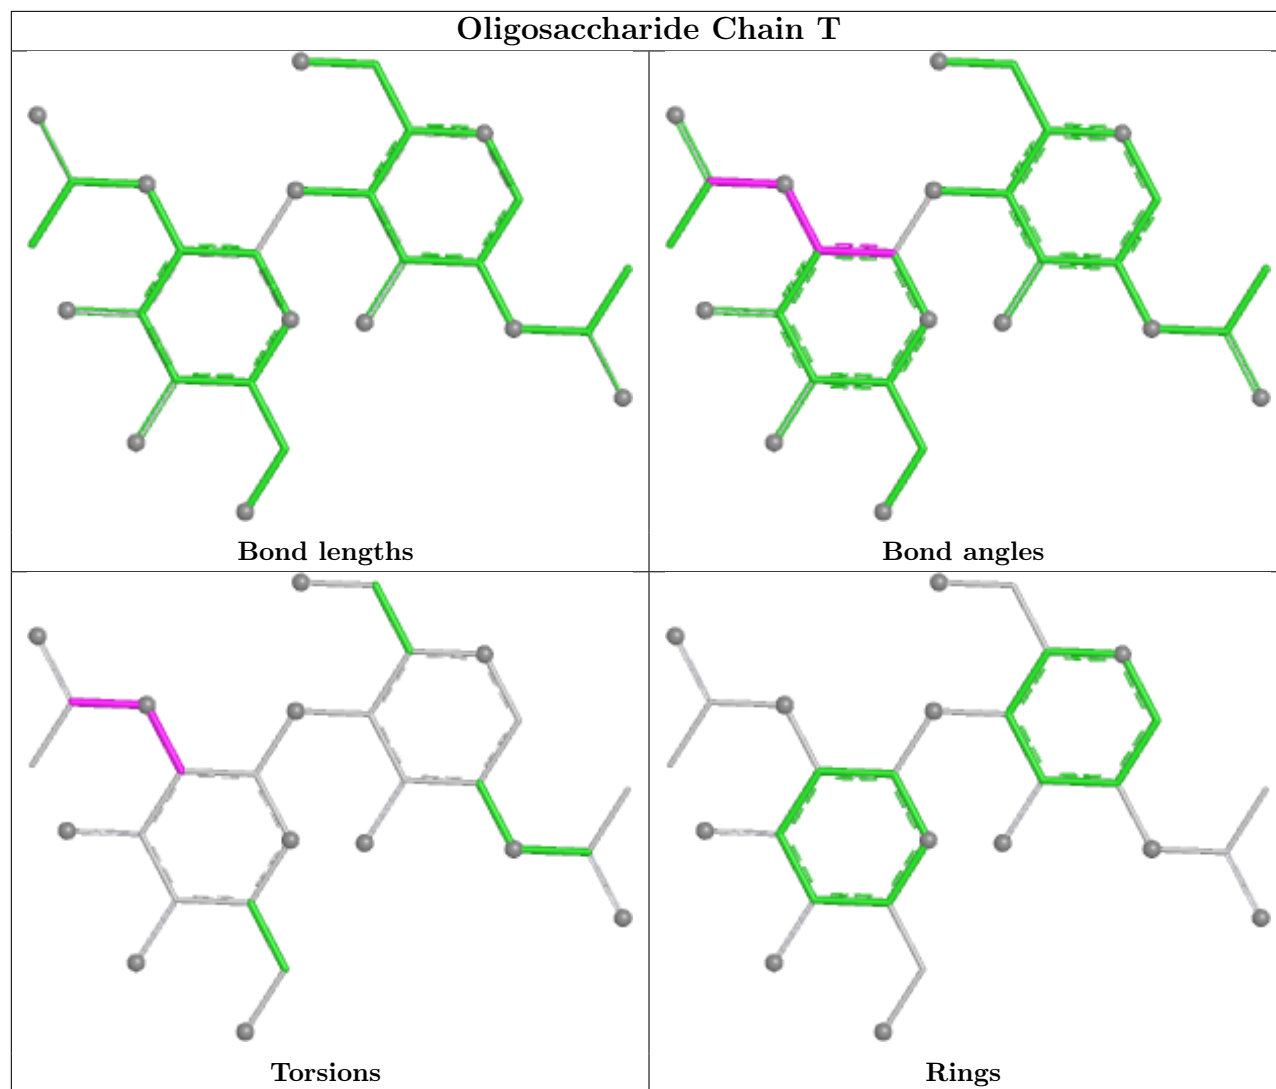 Oligosaccharide Chain T
Bond lengths
Bond angles
Torsions
Rings